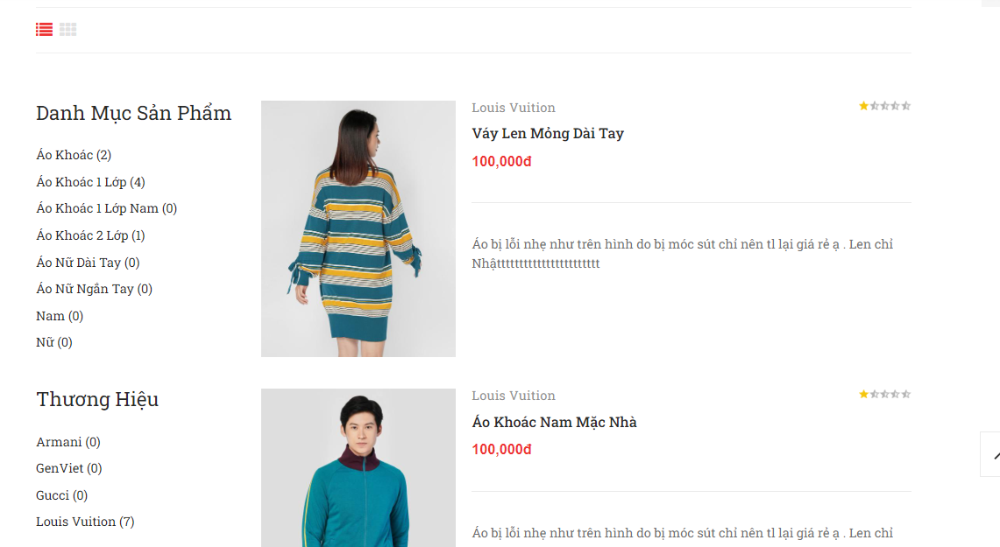 Danh Mục Sản Phẩm
Áo Khoác (2)
Áo Khoác 1 Lớp (4)
Áo Khoác 1 Lớp Nam (0)
Áo Khoác 2 Lớp (1)
Áo Nữ Dài Tay (0)
Áo Nữ Ngắn Tay (0)
Nam (0)
Nữ (0)
Thương Hiệu
Armani (0)
GenViet (0)
Gucci (0)
Louis Vuition (7)
Louis Vuition
Váy Len Mỏng Dài Tay
100,000đ
Áo bị lỗi nhẹ như trên hình do bị móc sút chỉ nên tl lại giá rẻ ạ . Len chỉ
Nhậttttttttttttttttttttttt
Louis Vuition
Áo Khoác Nam Mặc Nhà
100,000đ
Áo bị lỗi nhẹ như trên hình do bị móc sút chỉ nên tl lại giá rẻ ạ . Len chỉ